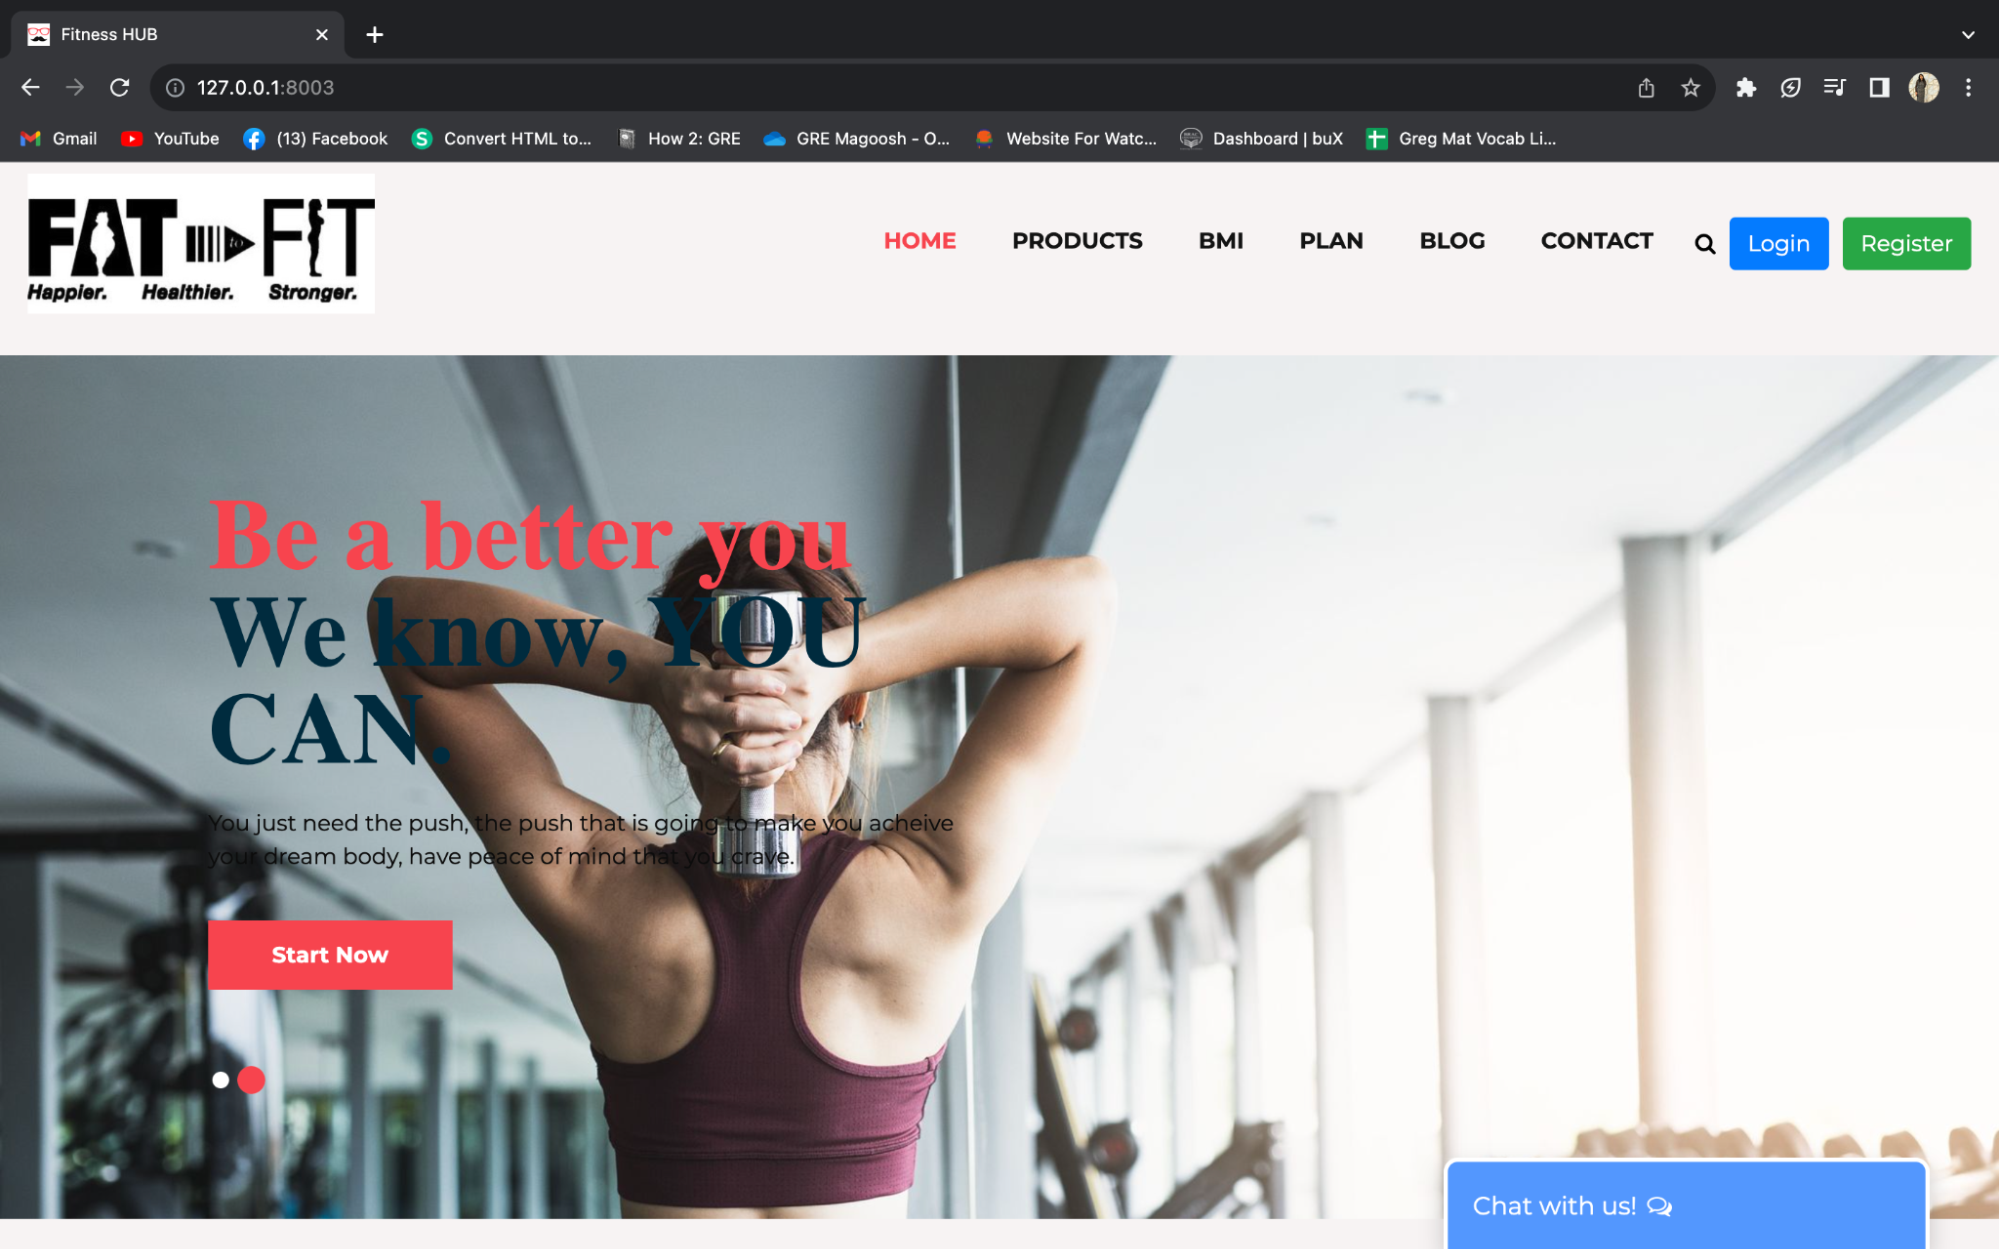 Fitness HUB
127.0.0.1:8003
Gmail YouTube (13) Facebook Convert HTML to... How 2: GRE GRE Magoosh - O... Website For Watc... Dashboard | buX Greg Mat Vocab Li...
FAT to FIT
Happier. Healthier. Stronger.
HOME PRODUCTS BMI PLAN BLOG CONTACT Login Register
Be a better you
We know, YOU
CAN.
You just need the push, the push that is going to make you acheive
your dream body, have peace of mind that you crave.
Start Now
Chat with us!